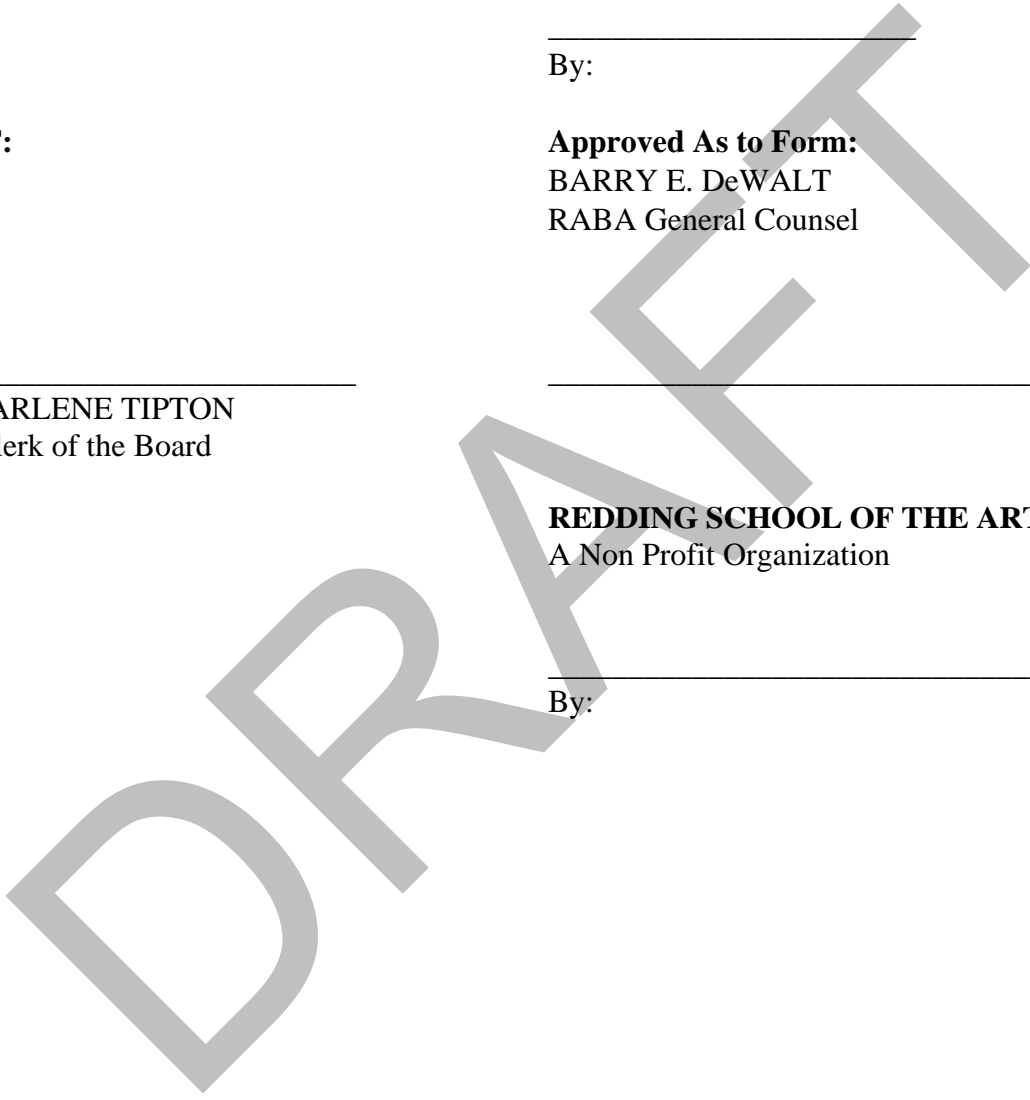 By:
Approved As to Form:
BARRY E. DeWALT
RABA General Counsel
ARLENE TIPTON
lerk of the Board
REDDING SCHOOL OF THE ART
A Non Profit Organization
By:
DRAFT